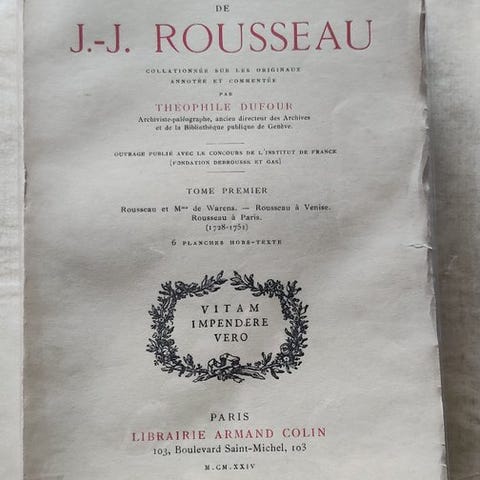 DE
J.-J. ROUSSEAU
COLLATIONNÉE SUR LES ORIGINAUX
ANNOTÉE ET COMMENTÉE
PAR
THEOPHILE DUFOUR
Archiviste-paléographe, ancien directeur des Archives
et de la Bibliothèque publique de Genève.
OUVRAGE PUBLIÉ AVEC LE CONCOURS DE L'INSTITUT DE FRANCE
(FONDATION DEBROUSSE ET GAS)
TOME PREMIER
Rousseau et Mme de Warens. — Rousseau à Venise.
Rousseau à Paris.
(1728-1751)
6 PLANCHES HORS-TEXTE
VITAM
IMPENDERE
VERO
PARIS
LIBRAIRIE ARMAND COLIN
103, Boulevard Saint-Michel, 103
M.CM.XXIV